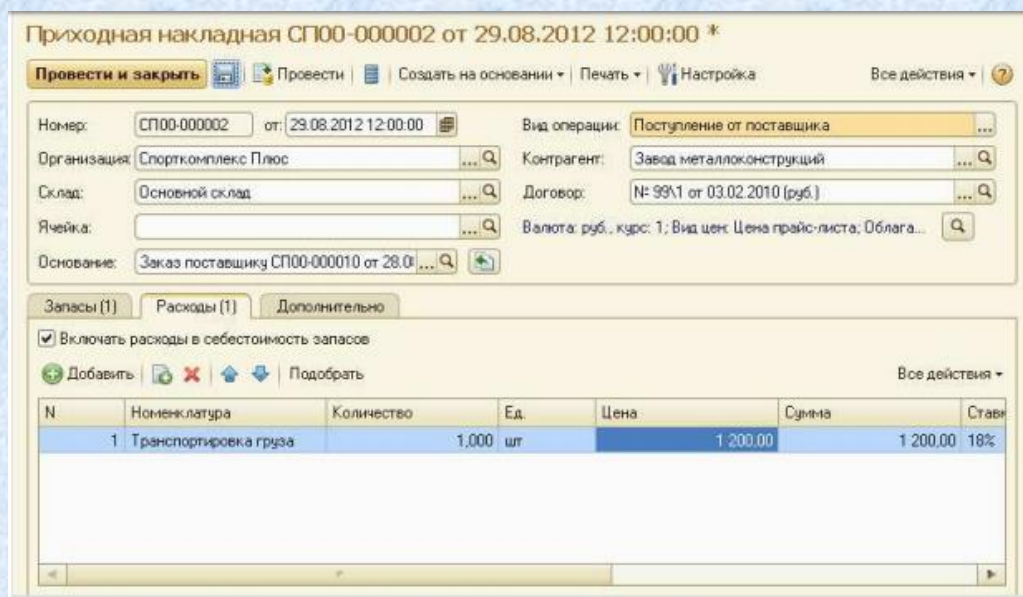 Приходная накладная СП00-000002 от 29.08.2012 12:00:00 *
Провести и закрыть Провести Создать на основании Печать Настройка Все действия ?
Номер: СП00-000002 от: 29.08.2012 12:00:00 Вид операции: Поступление от поставщика ...
Организация: Спорткомплекс Плюс ... Контрагент: Завод металлоконструкций ...
Склад: Основной склад ... Договор: № 99\1 от 03.02.2010 (руб.) ...
Ячейка: ... Валюта: руб., курс: 1; Вид цен: Цена прайс-листа; Облага...
Основание: Заказ поставщику СП00-000010 от 28.0 ...
Запасы (1) Расходы (1) Дополнительно
Включать расходы в себестоимость запасов
Добавить Подобрать Все действия
N Номенклатура Количество Ед. Цена Сумма Ставк
1 Транспортировка груза 1,000 шт 1 200,00 1 200,00 18%